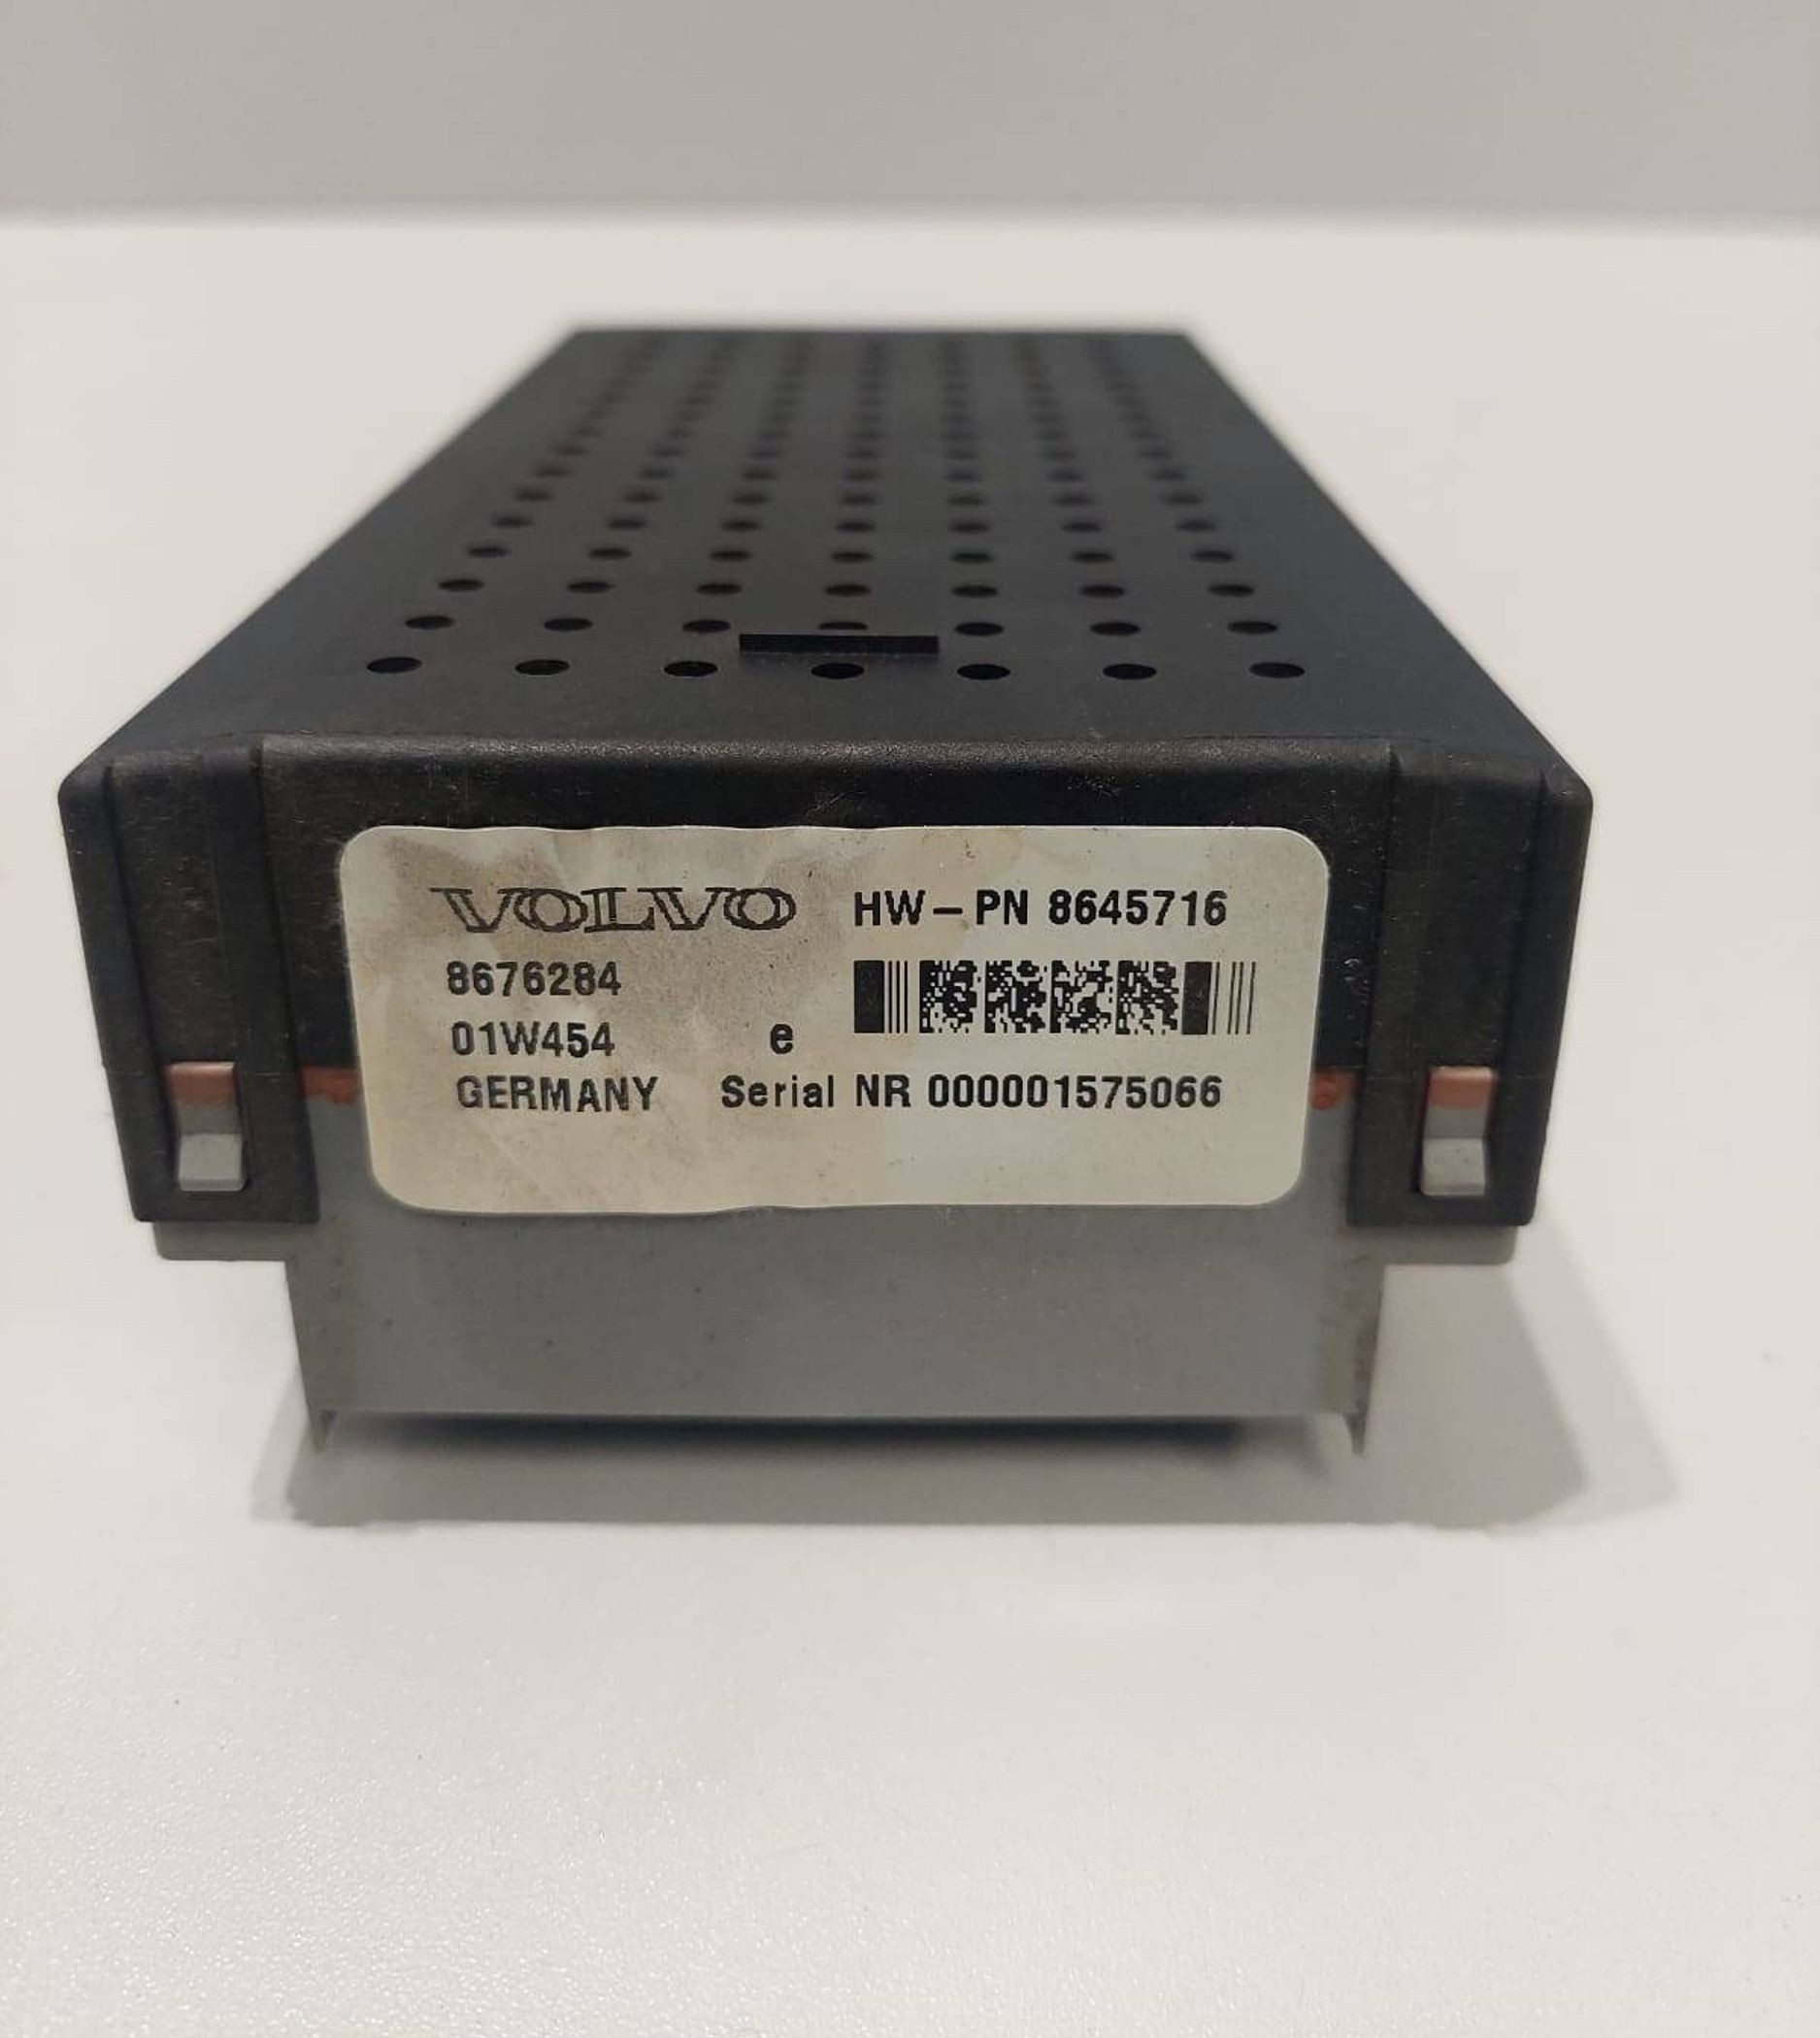 VOLVO HW-PN 8645716
8676284
01W454 e
GERMANY Serial NR 000001575066